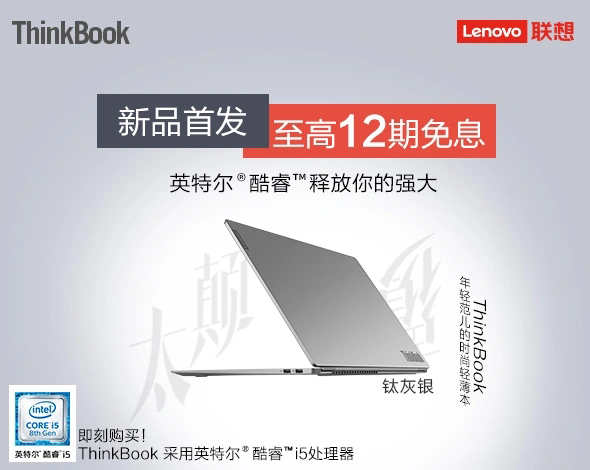 ThinkBook
Lenovo 联想
新品首发
至高12期免息
英特尔®酷睿™释放你的强大
太颠
ThinkBook
ThinkBook
年轻范儿的时尚轻薄本
钛灰银
intel
CORE i5
8th Gen
英特尔®酷睿™i5
即刻购买!
ThinkBook 采用英特尔®酷睿™i5处理器